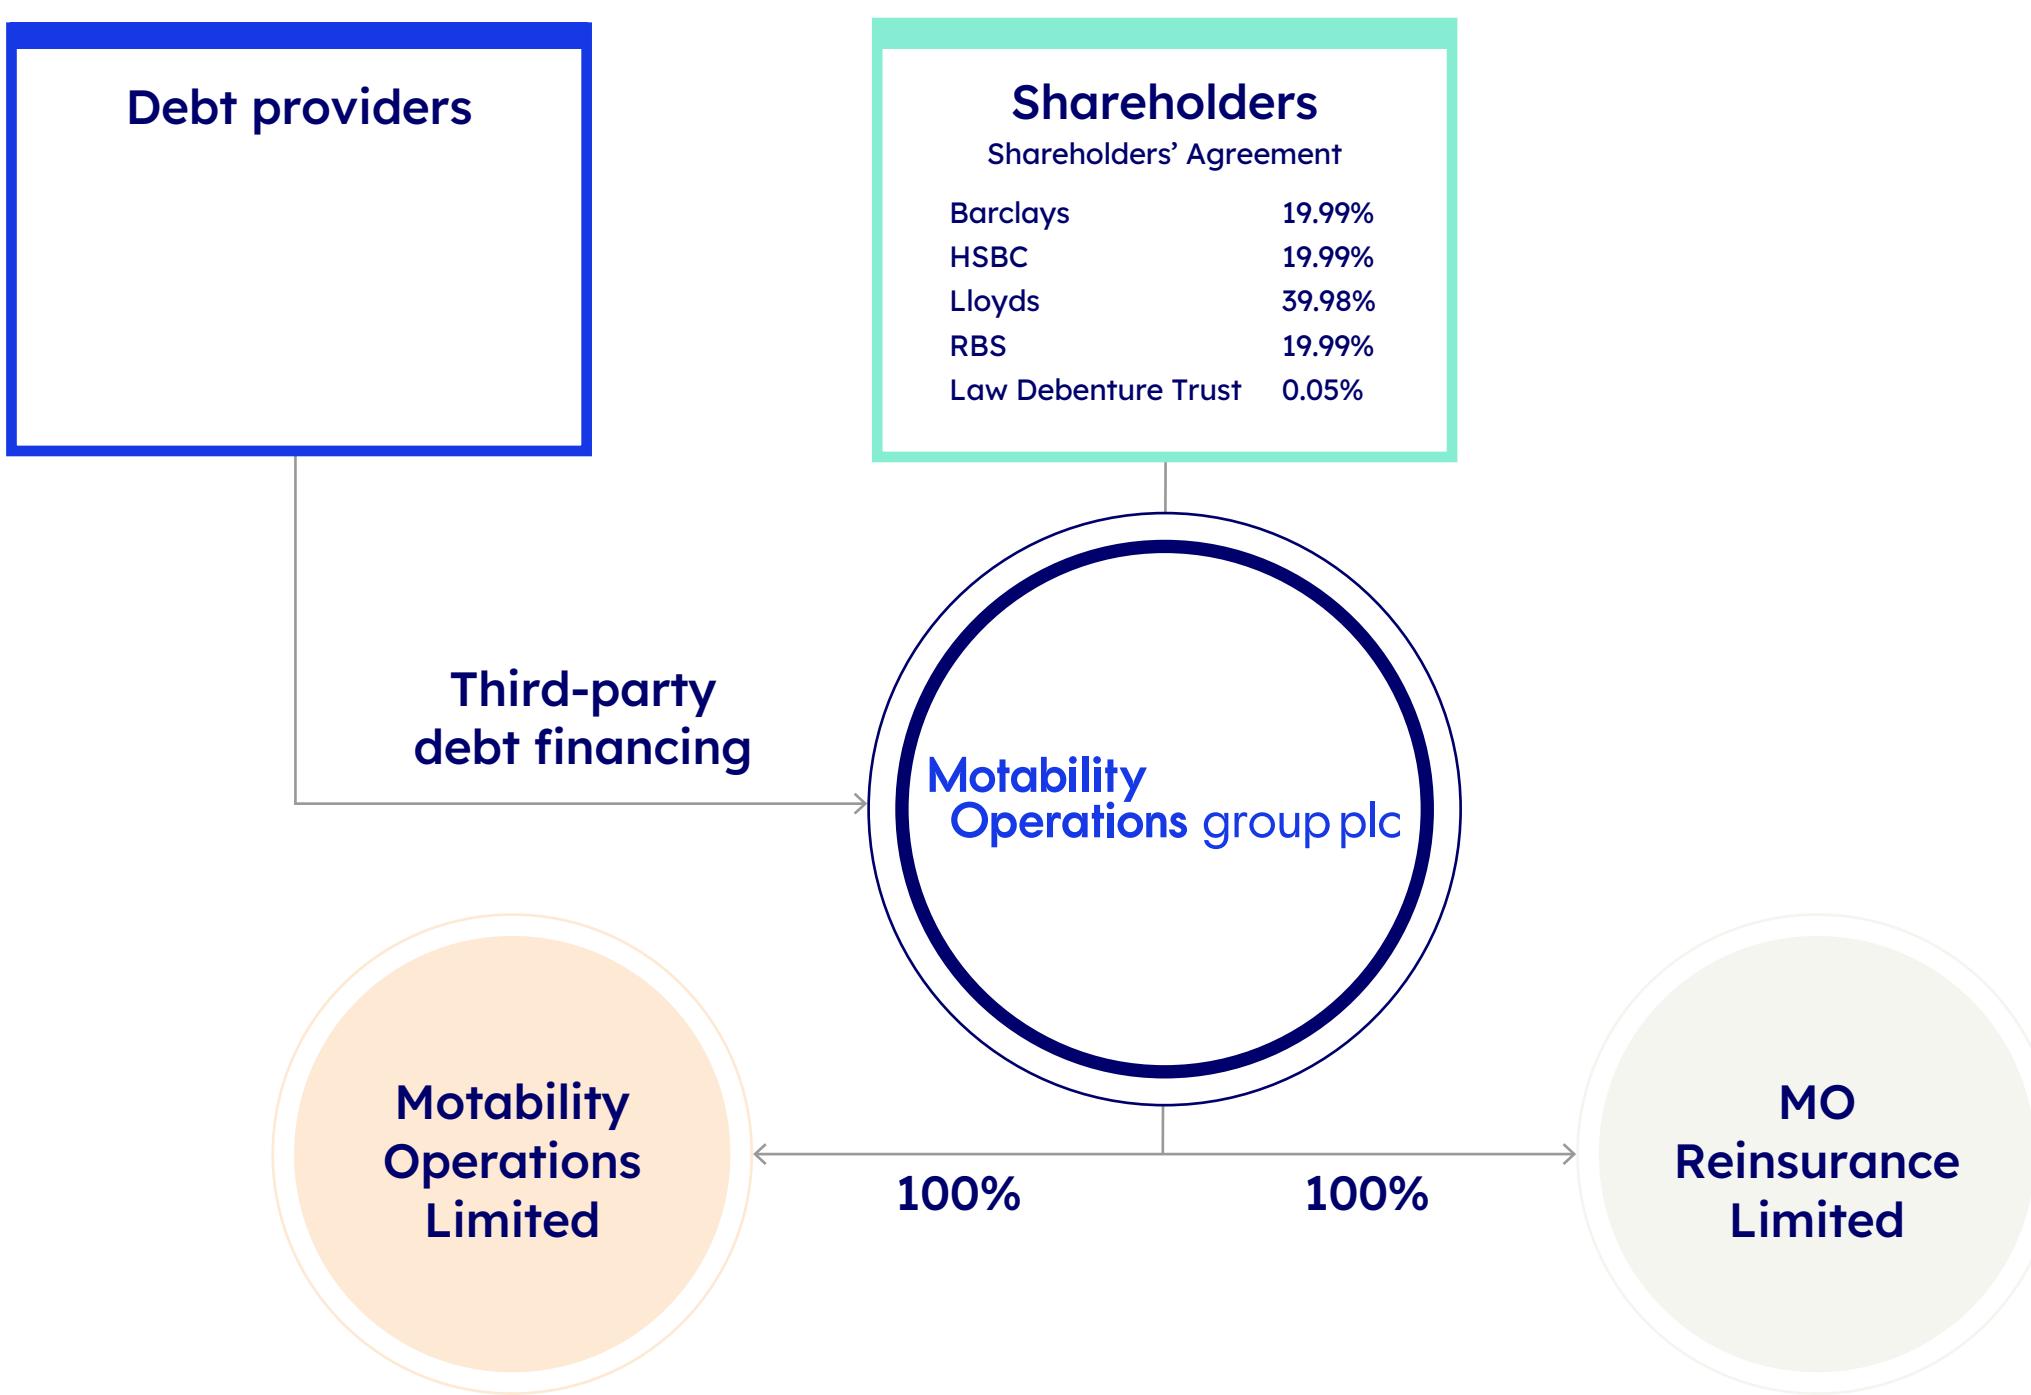 Debt providers
Shareholders
Shareholders’ Agreement
Barclays 19.99%
HSBC 19.99%
Lloyds 39.98%
RBS 19.99%
Law Debenture Trust 0.05%
Third-party
debt financing
Motability
Operations group plc
Motability
Operations
Limited
100%
100%
MO
Reinsurance
Limited